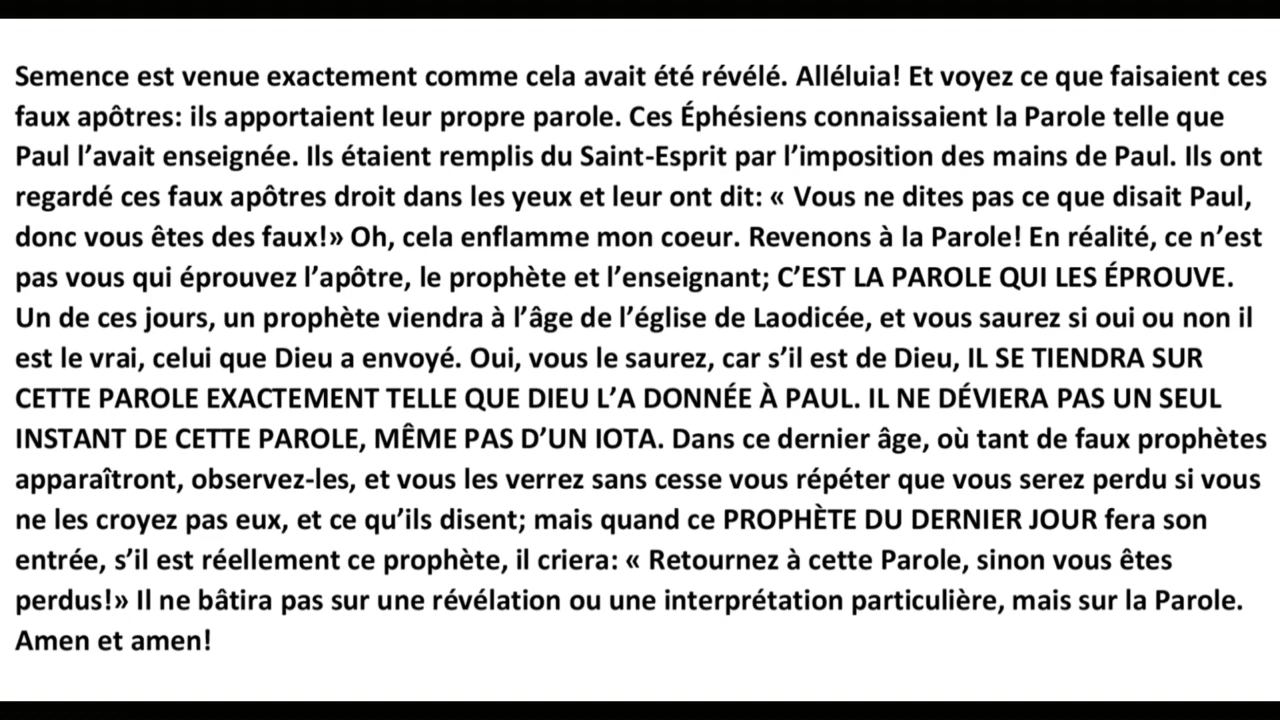 Semence est venue exactement comme cela avait été révélé. Alléluia! Et voyez ce que faisaient ces
faux apôtres: ils apportaient leur propre parole. Ces Éphésiens connaissaient la Parole telle que
Paul l’avait enseignée. Ils étaient remplis du Saint-Esprit par l’imposition des mains de Paul. Ils ont
regardé ces faux apôtres droit dans les yeux et leur ont dit: « Vous ne dites pas ce que disait Paul,
donc vous êtes des faux!» Oh, cela enflamme mon coeur. Revenons à la Parole! En réalité, ce n’est
pas vous qui éprouvez l’apôtre, le prophète et l’enseignant; C’EST LA PAROLE QUI LES ÉPROUVE.
Un de ces jours, un prophète viendra à l’âge de l’église de Laodicée, et vous saurez si oui ou non il
est le vrai, celui que Dieu a envoyé. Oui, vous le saurez, car s’il est de Dieu, IL SE TIENDRA SUR
CETTE PAROLE EXACTEMENT TELLE QUE DIEU L’A DONNÉE À PAUL. IL NE DÉVIERA PAS UN SEUL
INSTANT DE CETTE PAROLE, MÊME PAS D’UN IOTA. Dans ce dernier âge, où tant de faux prophètes
apparaîtront, observez-les, et vous les verrez sans cesse vous répéter que vous serez perdu si vous
ne les croyez pas eux, et ce qu’ils disent; mais quand ce PROPHÈTE DU DERNIER JOUR fera son
entrée, s’il est réellement ce prophète, il criera: « Retournez à cette Parole, sinon vous êtes
perdus!» Il ne bâtira pas sur une révélation ou une interprétation particulière, mais sur la Parole.
Amen et amen!